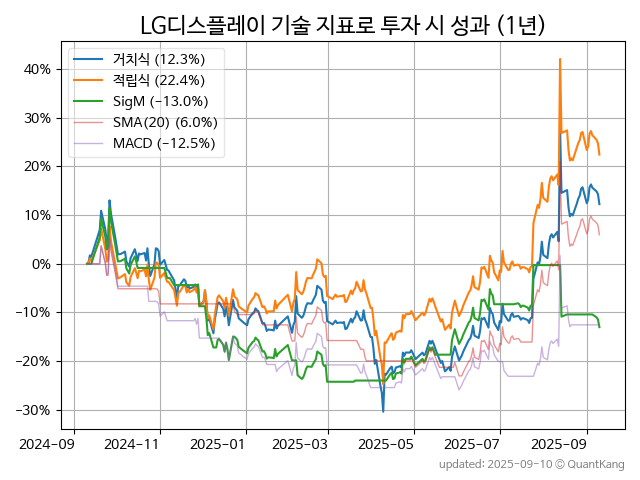 LG디스플레이 기술 지표로 투자 시 성과 (1년)
거치식 (12.3%)
적립식 (22.4%)
SigM (−13.0%)
SMA(20) (6.0%)
MACD (−12.5%)
40%
30%
20%
10%
0%
−10%
−20%
−30%
2024-09 2024-11 2025-01 2025-03 2025-05 2025-07 2025-09
updated: 2025-09-10 © QuantKang